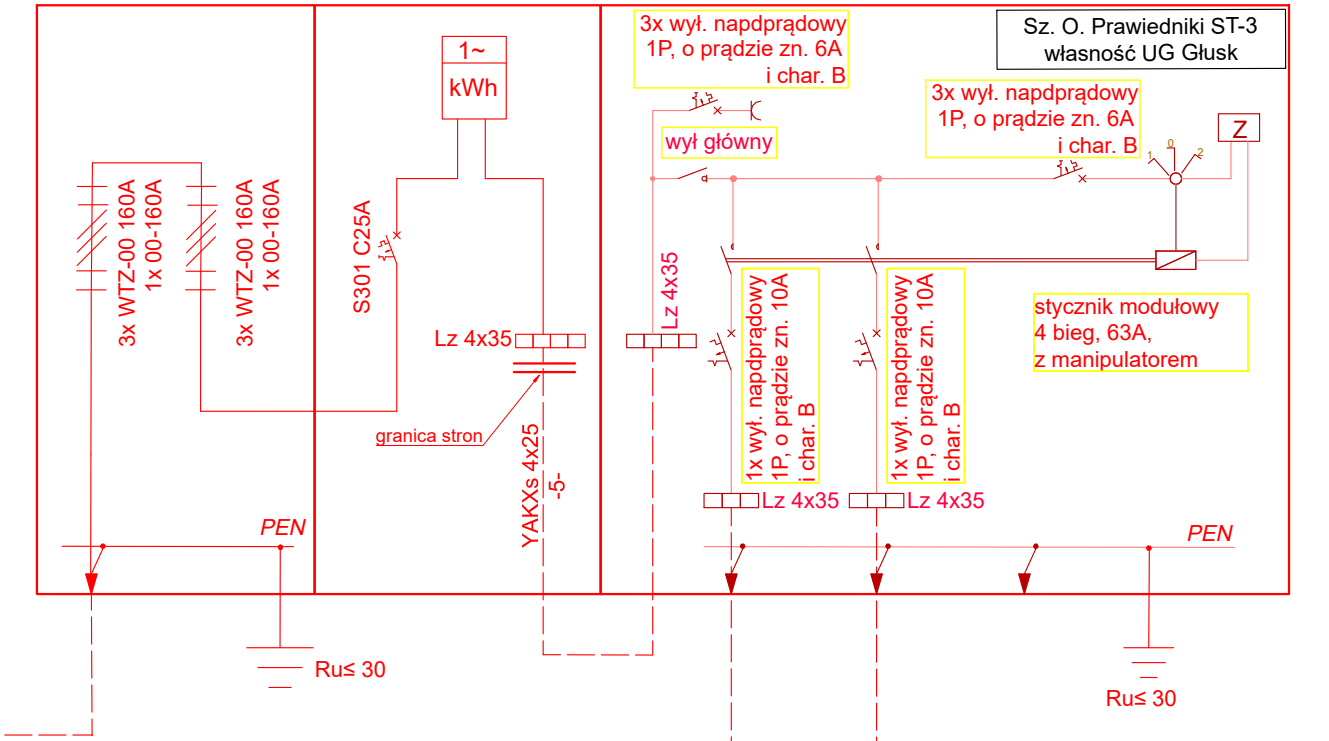 3x WTZ-00 160A
1x 00-160A
3x WTZ-00 160A
1x 00-160A
PEN
Ru≤ 30
1~
kWh
S301 C25A
Lz 4x35
granica stron
YAKXs 4x25
-5-
3x wył. napdprądowy
1P, o prądzie zn. 6A
i char. B
wył główny
Lz 4x35
Sz. O. Prawiedniki ST-3
własność UG Głusk
3x wył. napdprądowy
1P, o prądzie zn. 6A
i char. B
1
0
2
Z
stycznik modułowy
4 bieg, 63A,
z manipulatorem
1x wył. napdprądowy
1P, o prądzie zn. 10A
i char. B
1x wył. napdprądowy
1P, o prądzie zn. 10A
i char. B
Lz 4x35
Lz 4x35
PEN
Ru≤ 30